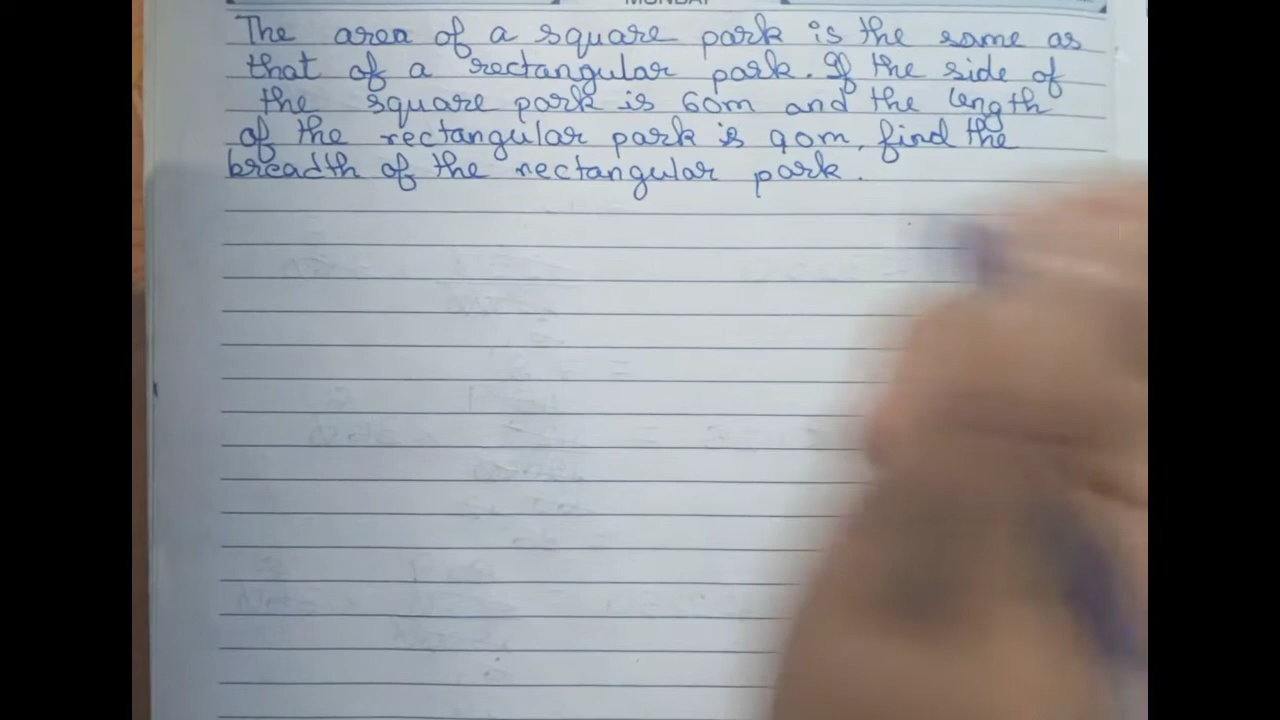 The area of a square park is the same as
that of a rectangular park. If the side of
the square park is 60m and the length
of the rectangular park is 90m, find the
breadth of the rectangular park.